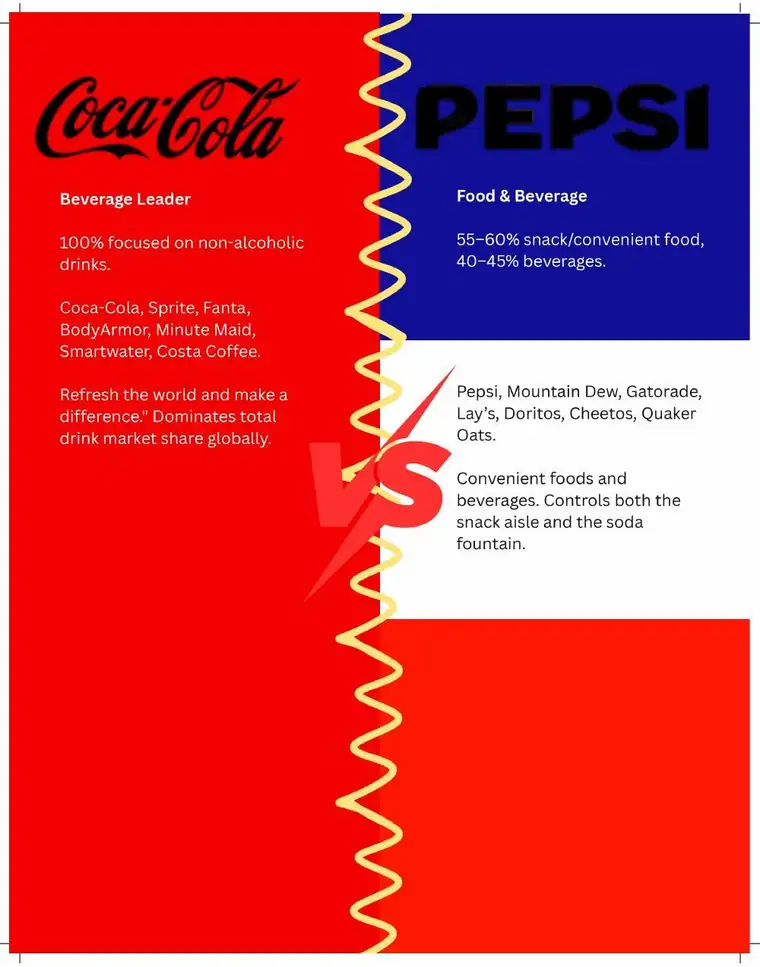 Coca-Cola
Beverage Leader
100% focused on non-alcoholic
drinks.
Coca-Cola, Sprite, Fanta,
BodyArmor, Minute Maid,
Smartwater, Costa Coffee.
Refresh the world and make a
difference." Dominates total
drink market share globally.
VS
PEPSI
Food & Beverage
55–60% snack/convenient food,
40–45% beverages.
Pepsi, Mountain Dew, Gatorade,
Lay's, Doritos, Cheetos, Quaker
Oats.
Convenient foods and
beverages. Controls both the
snack aisle and the soda
fountain.